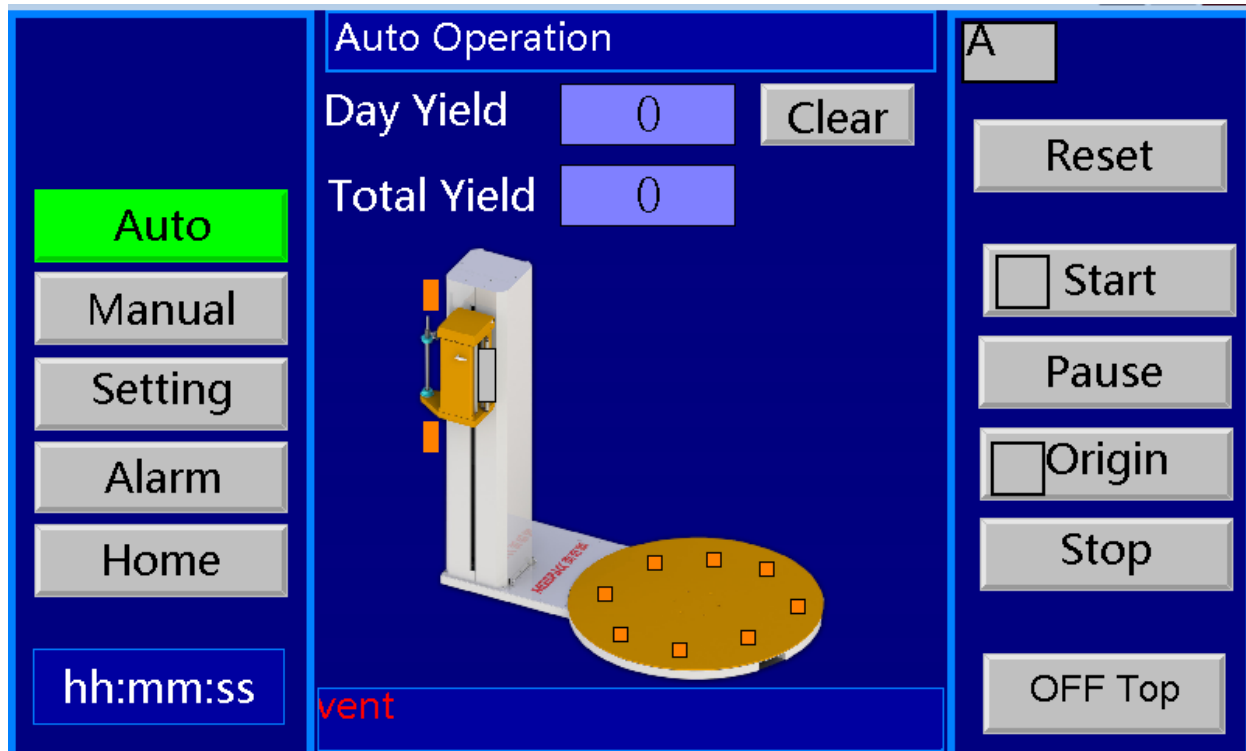 Auto Operation
A
Day Yield 0 Clear
Total Yield 0
Reset
Auto
Manual
Setting
Alarm
Home
hh:mm:ss
Start
Pause
Origin
Stop
OFF Top
vent